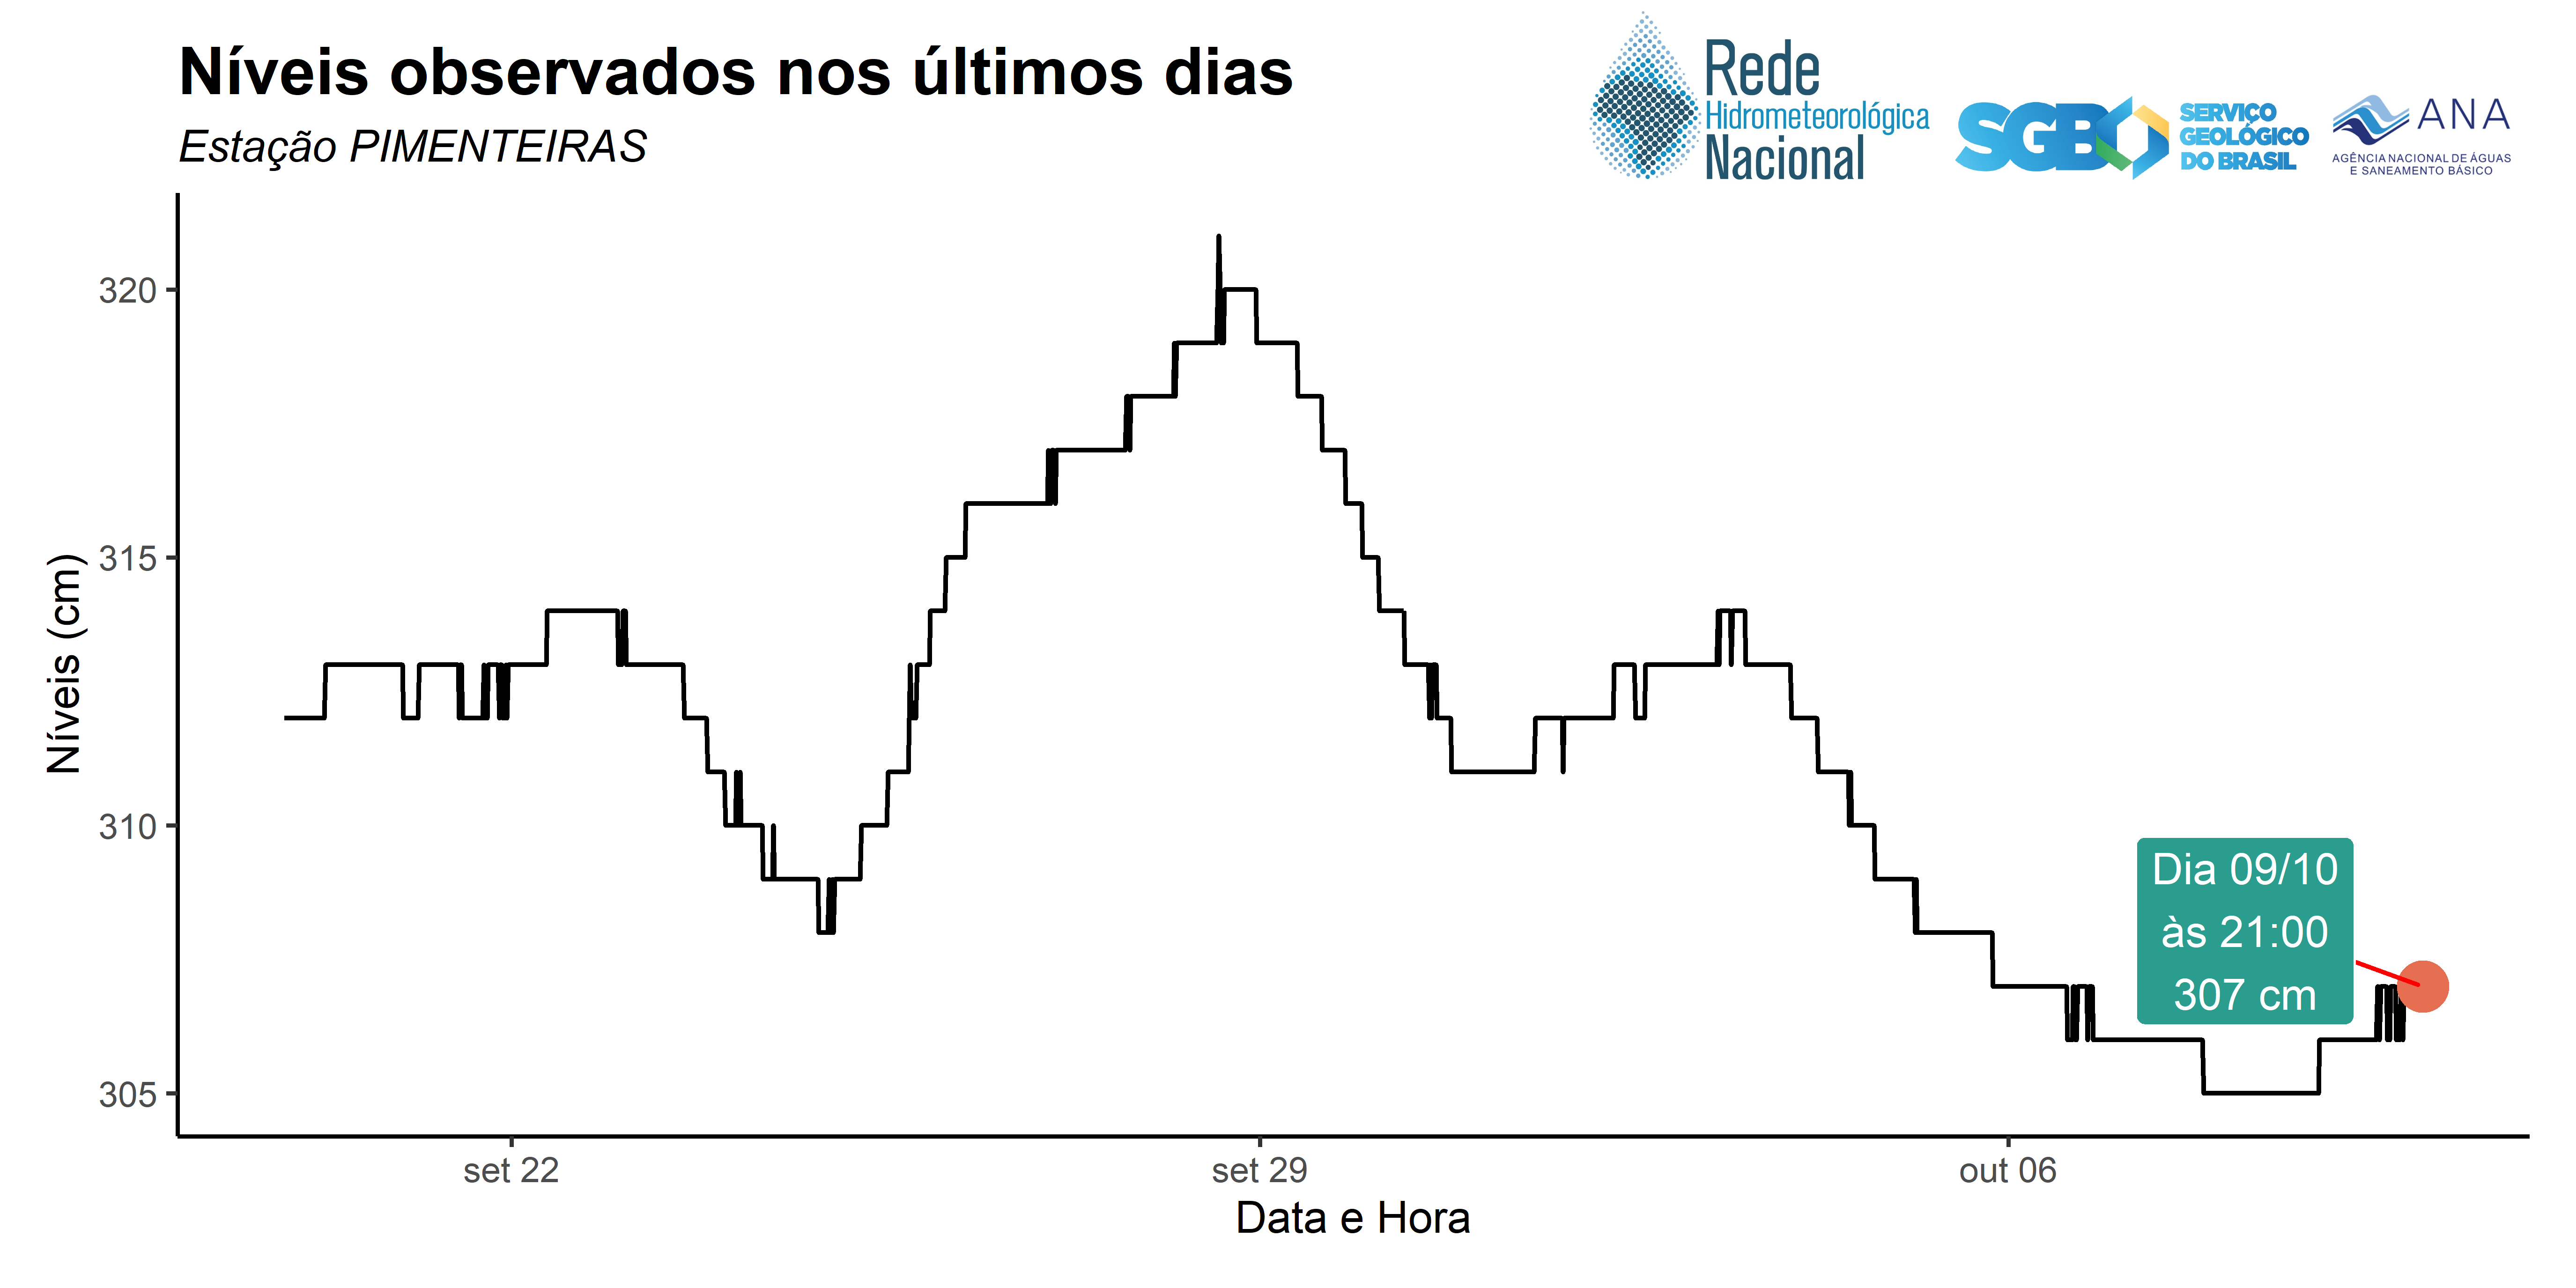 Níveis observados nos últimos dias
Estação PIMENTEIRAS
Rede
Hidrometeorológica
Nacional
SGB
SERVIÇO
GEOLÓGICO
DO BRASIL
ANA
AGÊNCIA NACIONAL DE ÁGUAS
E SANEAMENTO BÁSICO
Níveis (cm)
320
315
310
305
Dia 09/10
às 21:00
307 cm
set 22
set 29
out 06
Data e Hora